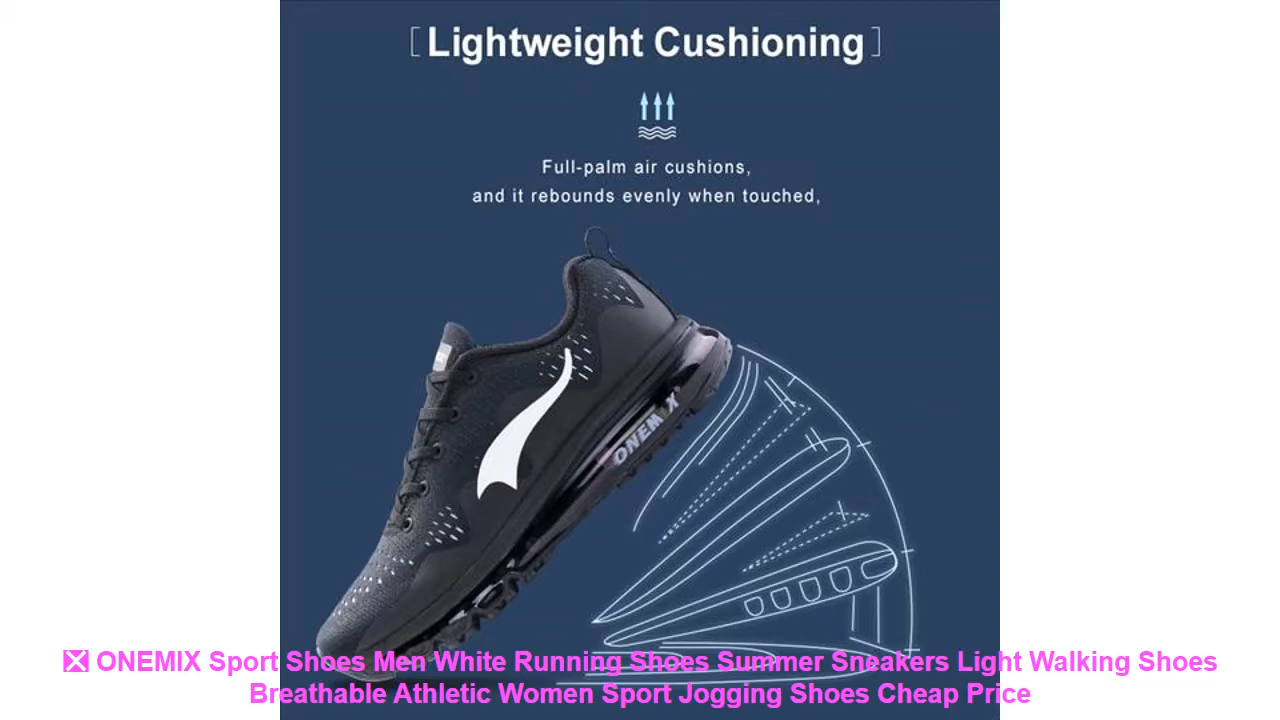 [Lightweight Cushioning]
Full-palm air cushions,
and it rebounds evenly when touched,
ONEMIX
❎ ONEMIX Sport Shoes Men White Running Shoes Summer Sneakers Light Walking Shoes
Breathable Athletic Women Sport Jogging Shoes Cheap Price